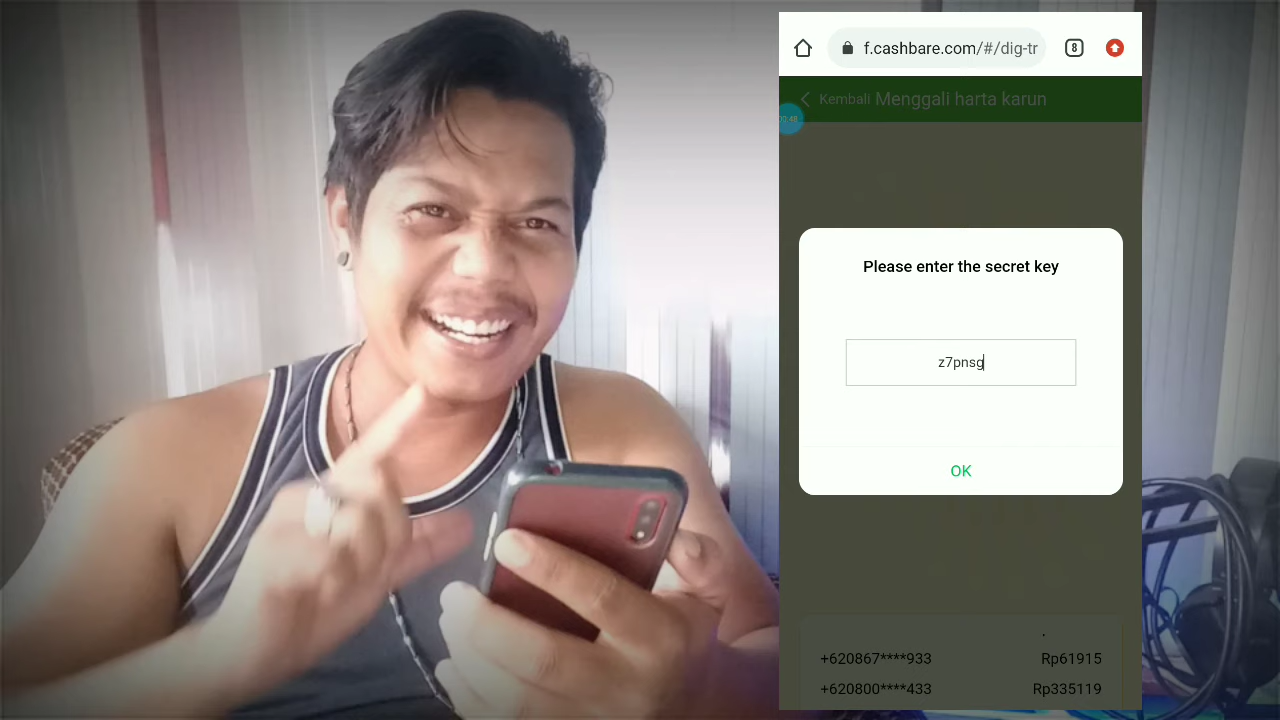 f.cashbare.com/#/dig-tr
8
Kembali Menggali harta karun
Please enter the secret key
z7pnsg
OK
+620867****933 Rp61915
+620800****433 Rp335119